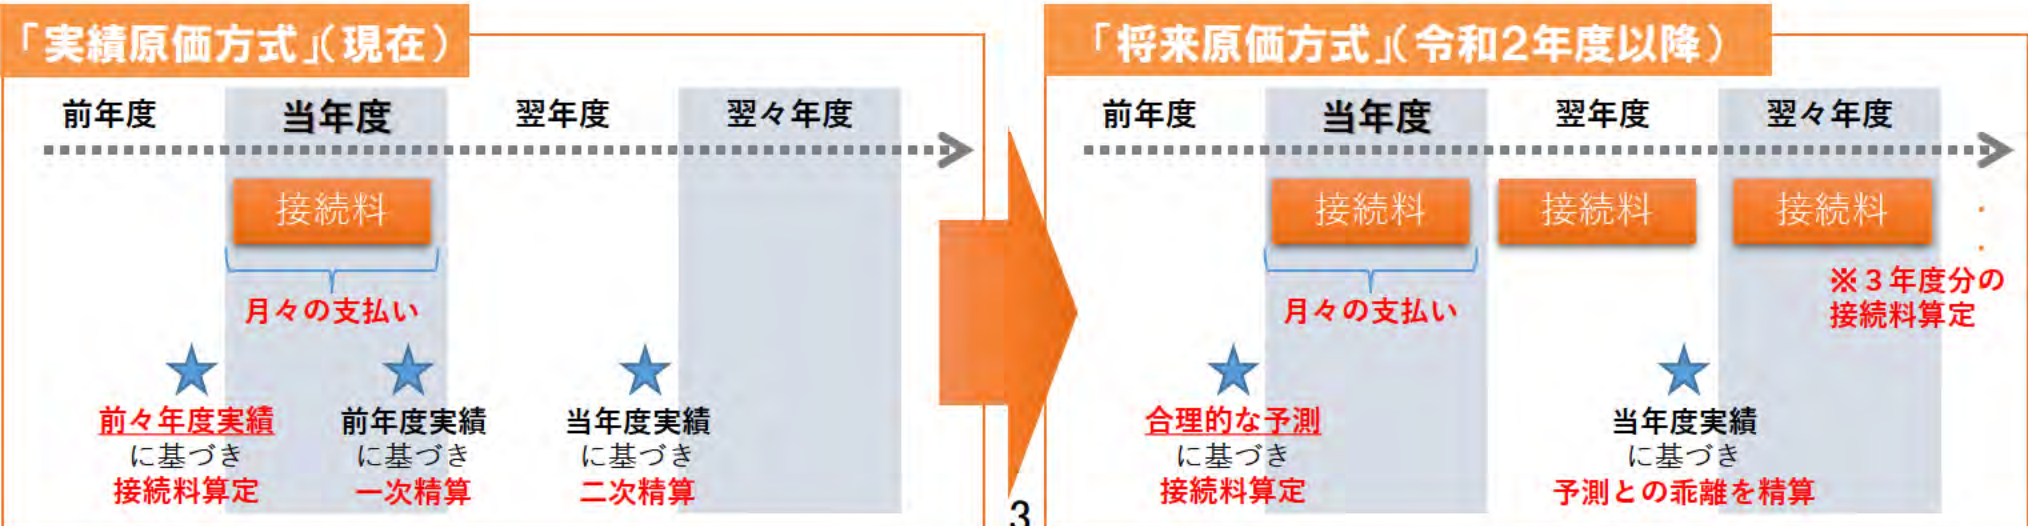 「実績原価方式」(現在)
前年度
当年度
翌年度
翌々年度
接続料
月々の支払い
前々年度実績
に基づき
接続料算定
前年度実績
に基づき
一次精算
当年度実績
に基づき
二次精算
3
「将来原価方式」(令和2年度以降)
前年度
当年度
翌年度
翌々年度
接続料
接続料
接続料
月々の支払い
※3年度分の
接続料算定
合理的な予測
に基づき
接続料算定
当年度実績
に基づき
予測との乖離を精算